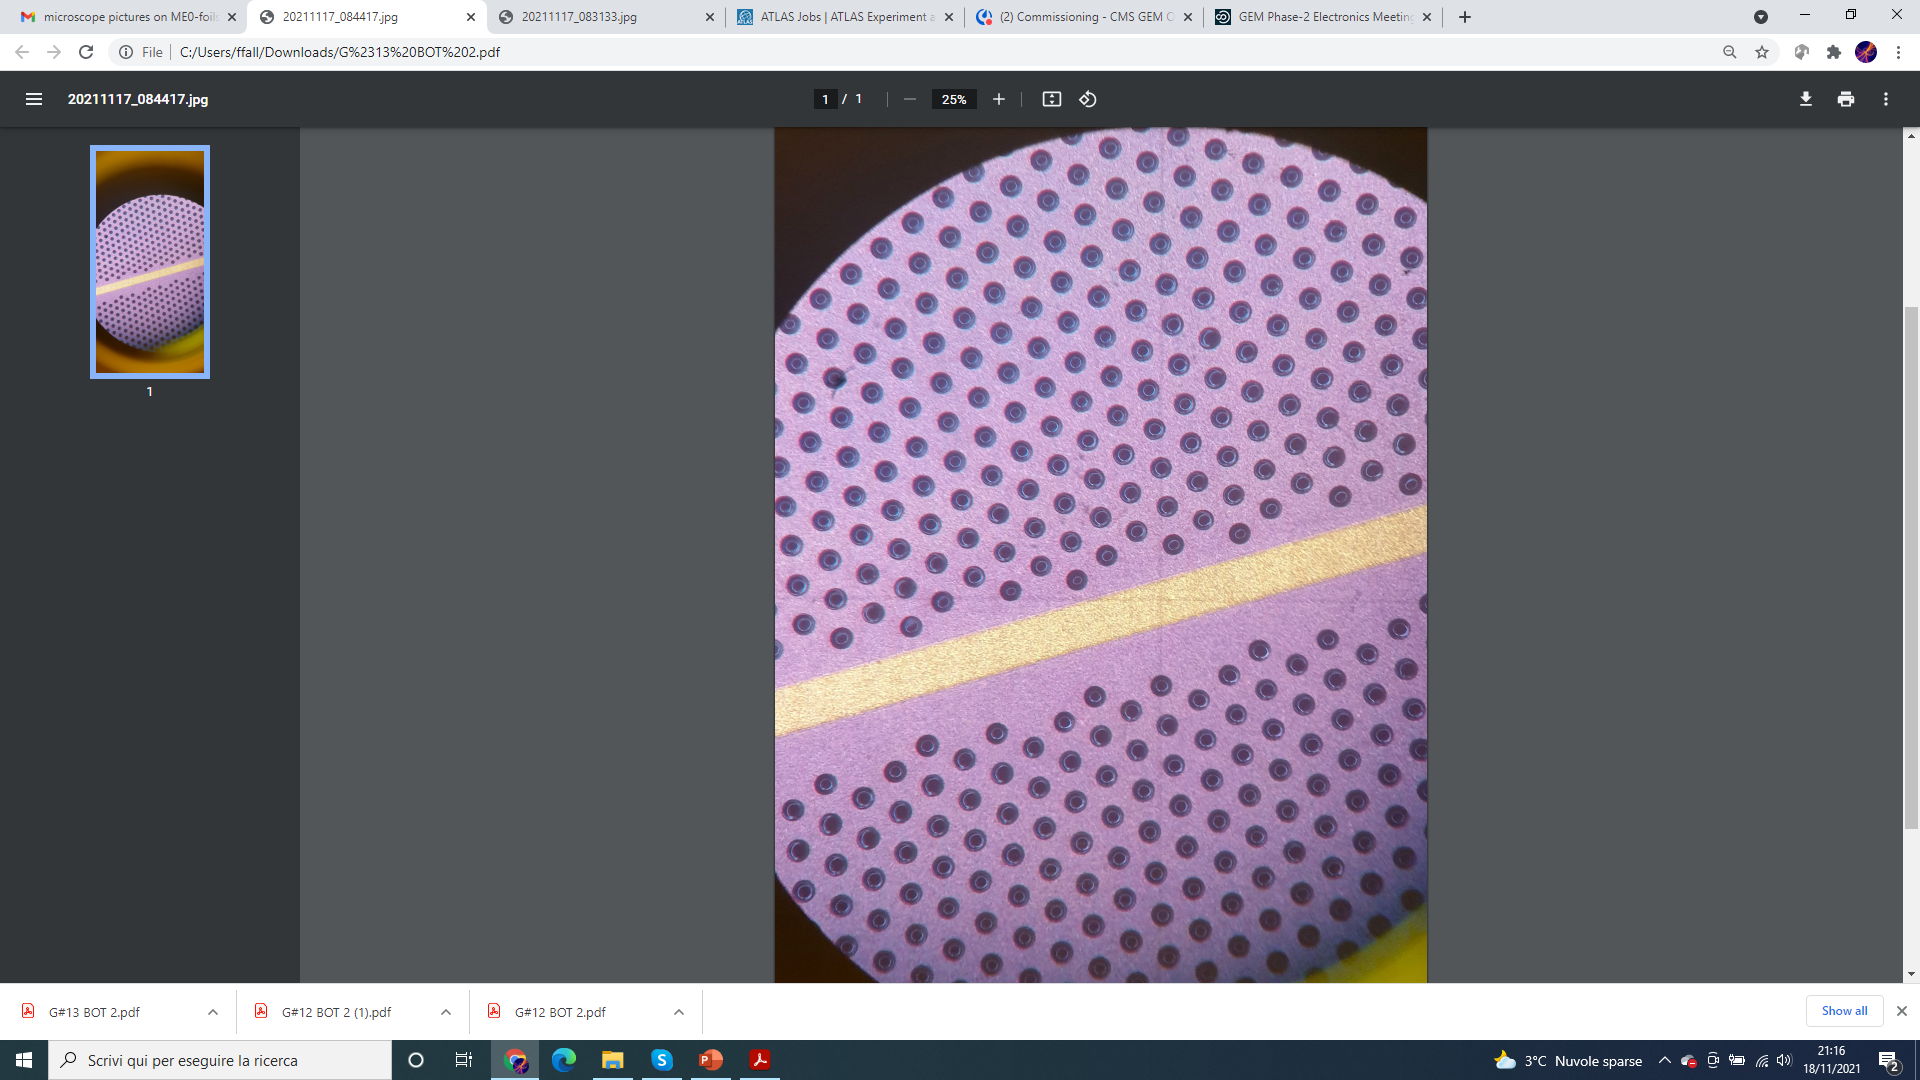 microscope pictures on ME0-foil
20211117_084417.jpg
20211117_083133.jpg
ATLAS Jobs | ATLAS Experiment a
(2) Commissioning - CMS GEM O
GEM Phase-2 Electronics Meeting
File
C:/Users/ffall/Downloads/G%2313%20BOT%202.pdf
20211117_084417.jpg
1 / 1
25%
1
G#13 BOT 2.pdf
G#12 BOT 2 (1).pdf
G#12 BOT 2.pdf
Show all
Scrivi qui per eseguire la ricerca
3°C Nuvole sparse
21:16
18/11/2021
2